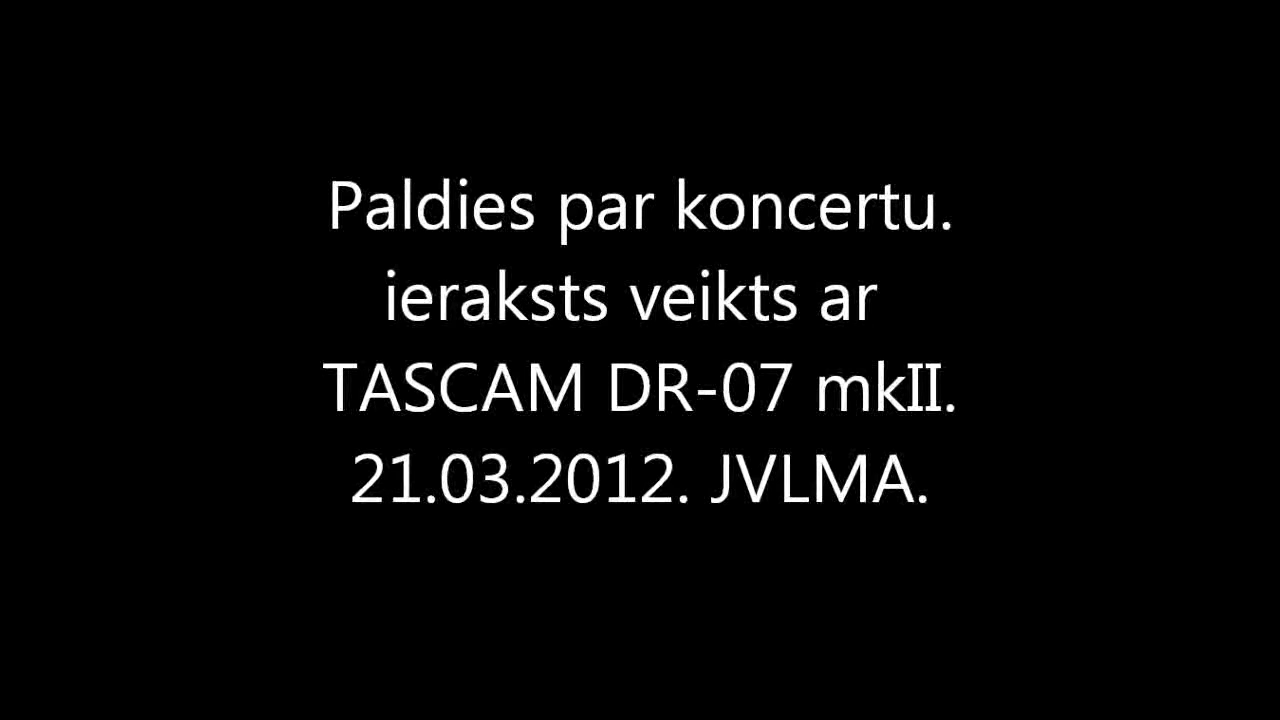 Paldies par koncertu.
ieraksts veikts ar
TASCAM DR-07 mkII.
21.03.2012. JVLMA.